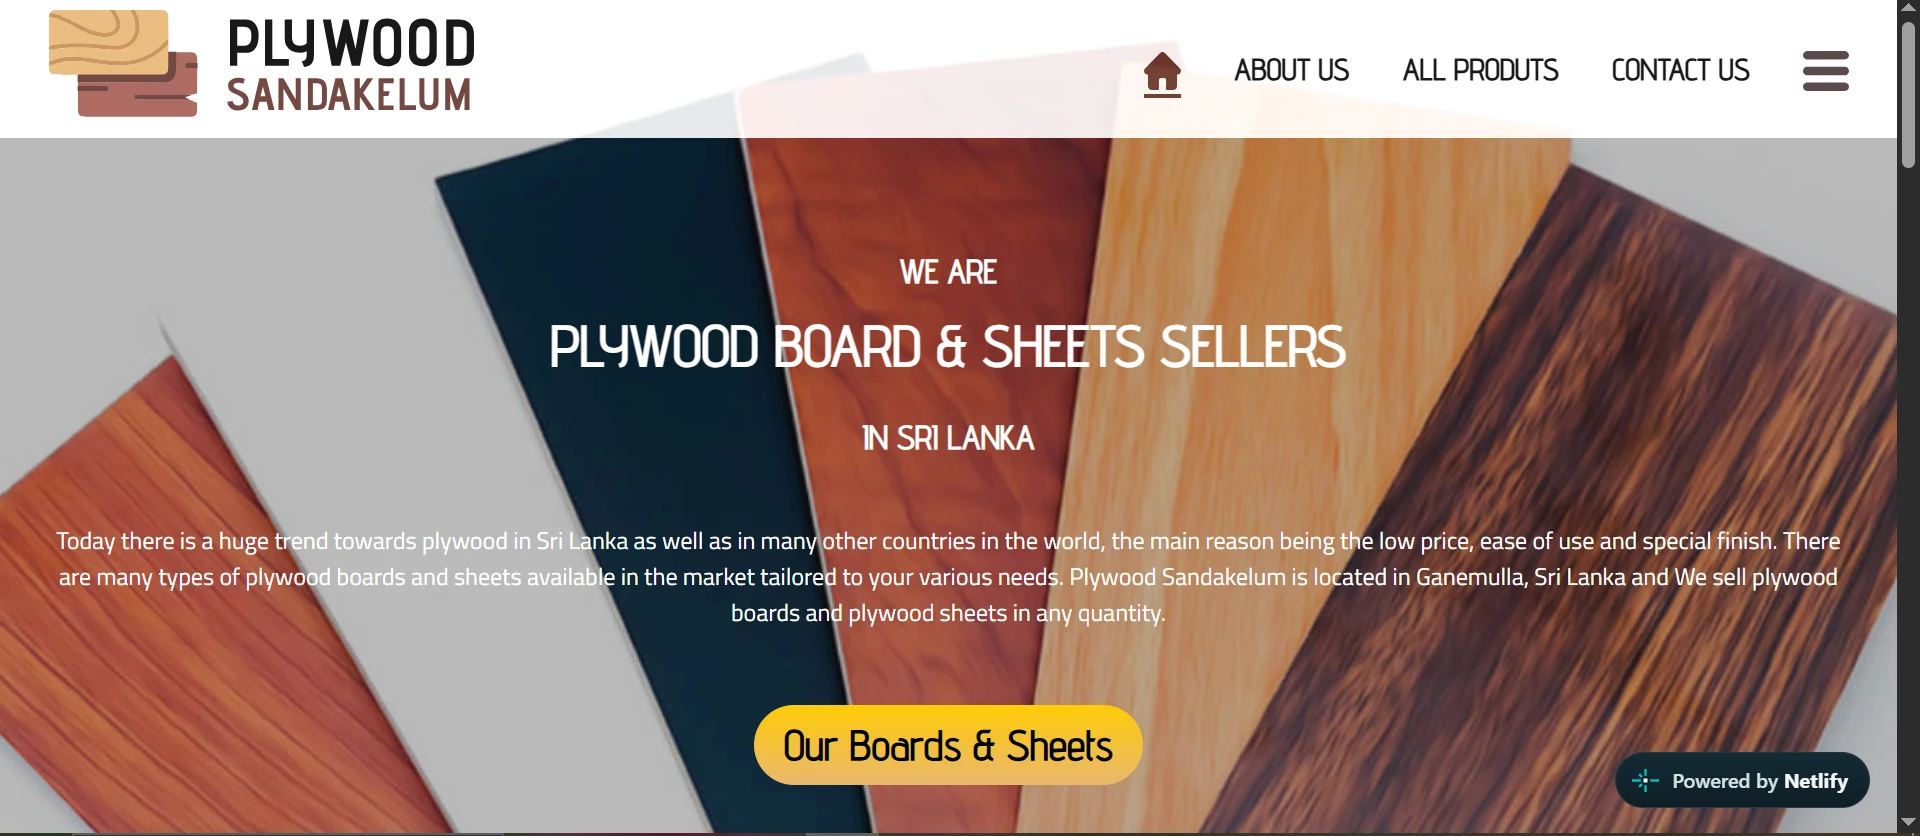 PLYWOOD
SANDAKELUM
ABOUT US
ALL PRODUTS
CONTACT US
WE ARE
PLYWOOD BOARD & SHEETS SELLERS
IN SRI LANKA
Today there is a huge trend towards plywood in Sri Lanka as well as in many other countries in the world, the main reason being the low price, ease of use and special finish. There
are many types of plywood boards and sheets available in the market tailored to your various needs. Plywood Sandakelum is located in Ganemulla, Sri Lanka and We sell plywood
boards and plywood sheets in any quantity.
Our Boards & Sheets
Powered by Netlify